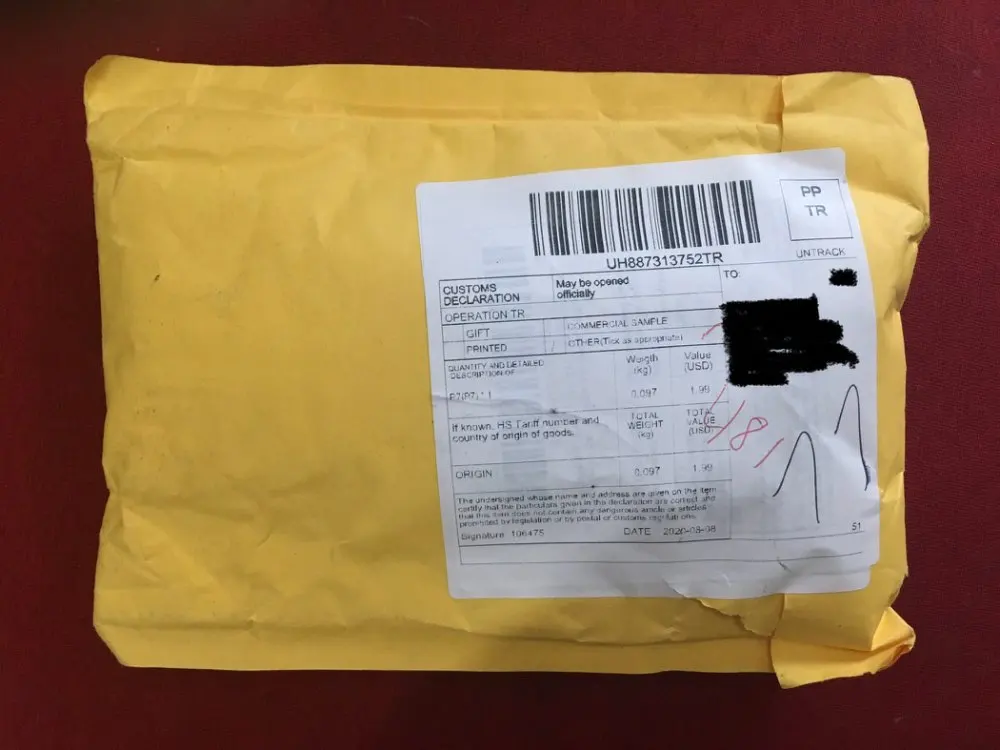 PP
TR
UNTRACK
UH887313752TR
TO:
CUSTOMS DECLARATION
May be opened officially
OPERATION TR
GIFT
COMMERCIAL SAMPLE
PRINTED
OTHER(Tick as appropriate)
QUANTITY AND DETAILED
DESCRIPTION OF
Weigth
(kg)
Value
(USD)
0.097
1.99
If known, HS Tariff number and
country of origin of goods.
TOTAL
WEIGHT
(kg)
TOTAL
VALUE
(USD)
ORIGIN
0.097
1.99
The undersigned whose name and address are given on the item
certify that the particulars given in the declaration are correct and
that this item does not contain any dangerous article or articles
prohibited by legislation or by postal or customs regulations.
Signature 106475
DATE 2020-08-08
51